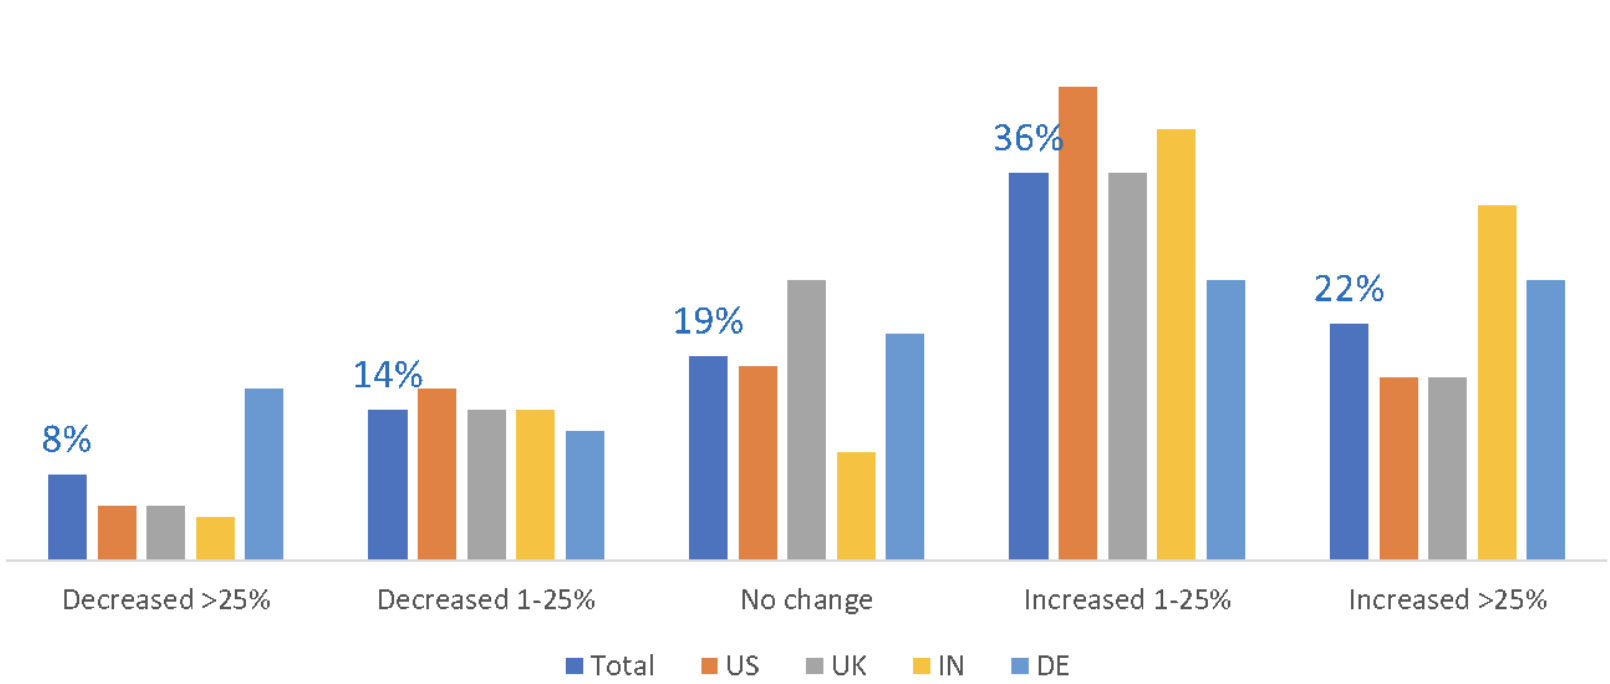 36%
22%
19%
14%
8%
Decreased >25% Decreased 1-25% No change Increased 1-25% Increased >25%
Total US UK IN DE